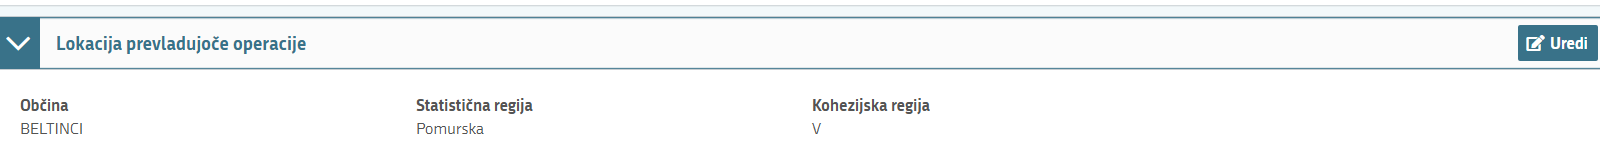 Lokacija prevladujoče operacije
Uredi
Občina
BELTINCI
Statistična regija
Pomurska
Kohezijska regija
V